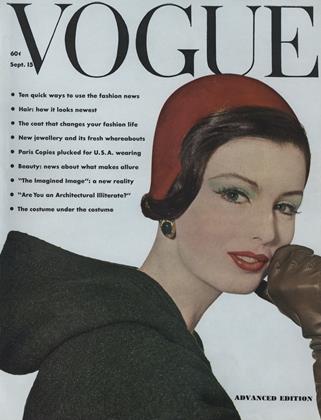 VOGUE
60¢
Sept. 15
• Ten quick ways to use the fashion news
• Hair: how it looks newest
• The coat that changes your fashion life
• New jewellery and its fresh whereabouts
• Paris Copies plucked for U.S.A. wearing
• Beauty: news about what makes allure
• "The Imagined Image": a new reality
• "Are You an Architectural Illiterate?"
• The costume under the costume
ADVANCED EDITION